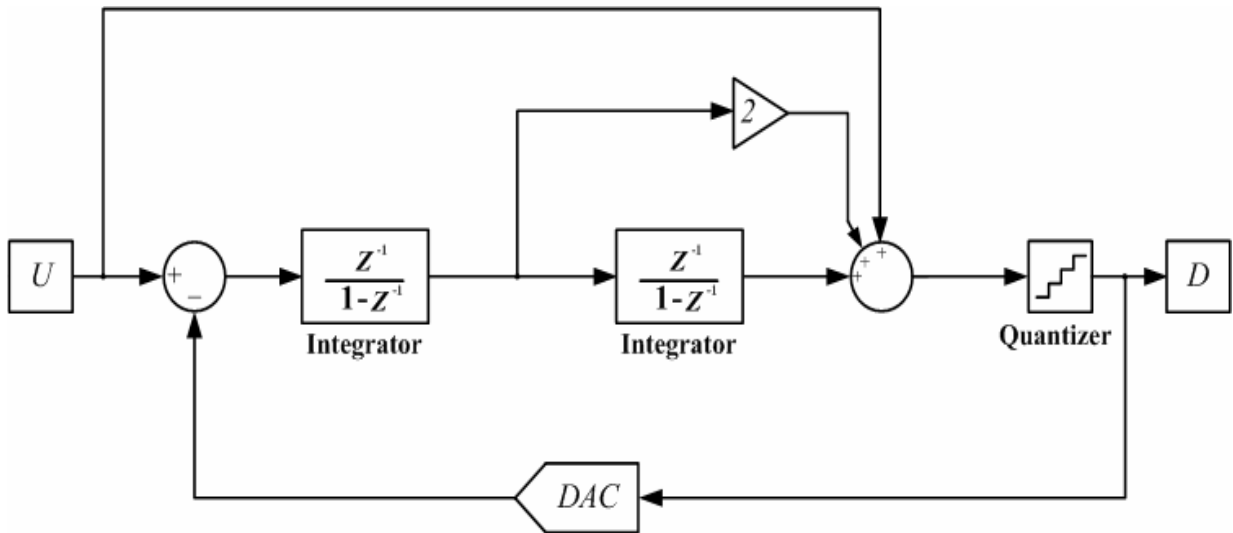 2
U
+
−
Z⁻¹
1-Z⁻¹
Integrator
Z⁻¹
1-Z⁻¹
Integrator
+
+
+
Quantizer
D
DAC